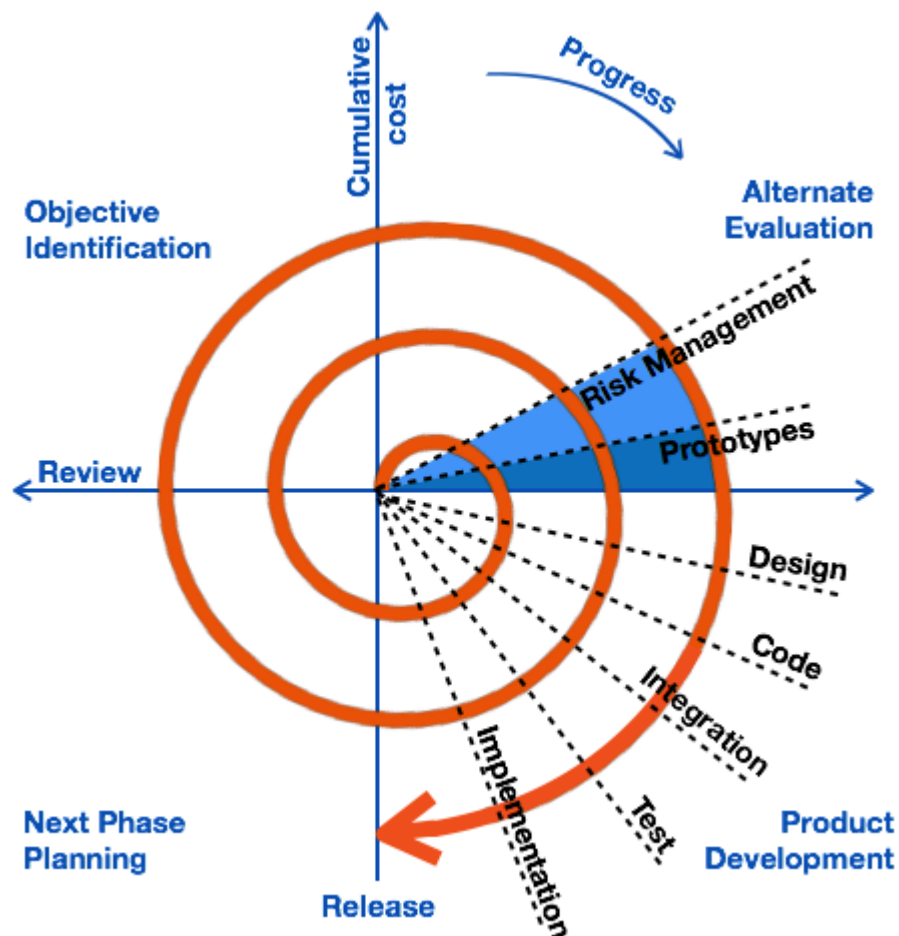 Cumulative
cost
Progress
Objective
Identification
Alternate
Evaluation
Risk Management
Prototypes
Review
Design
Code
Integration
Test
Implementation
Next Phase
Planning
Product
Development
Release